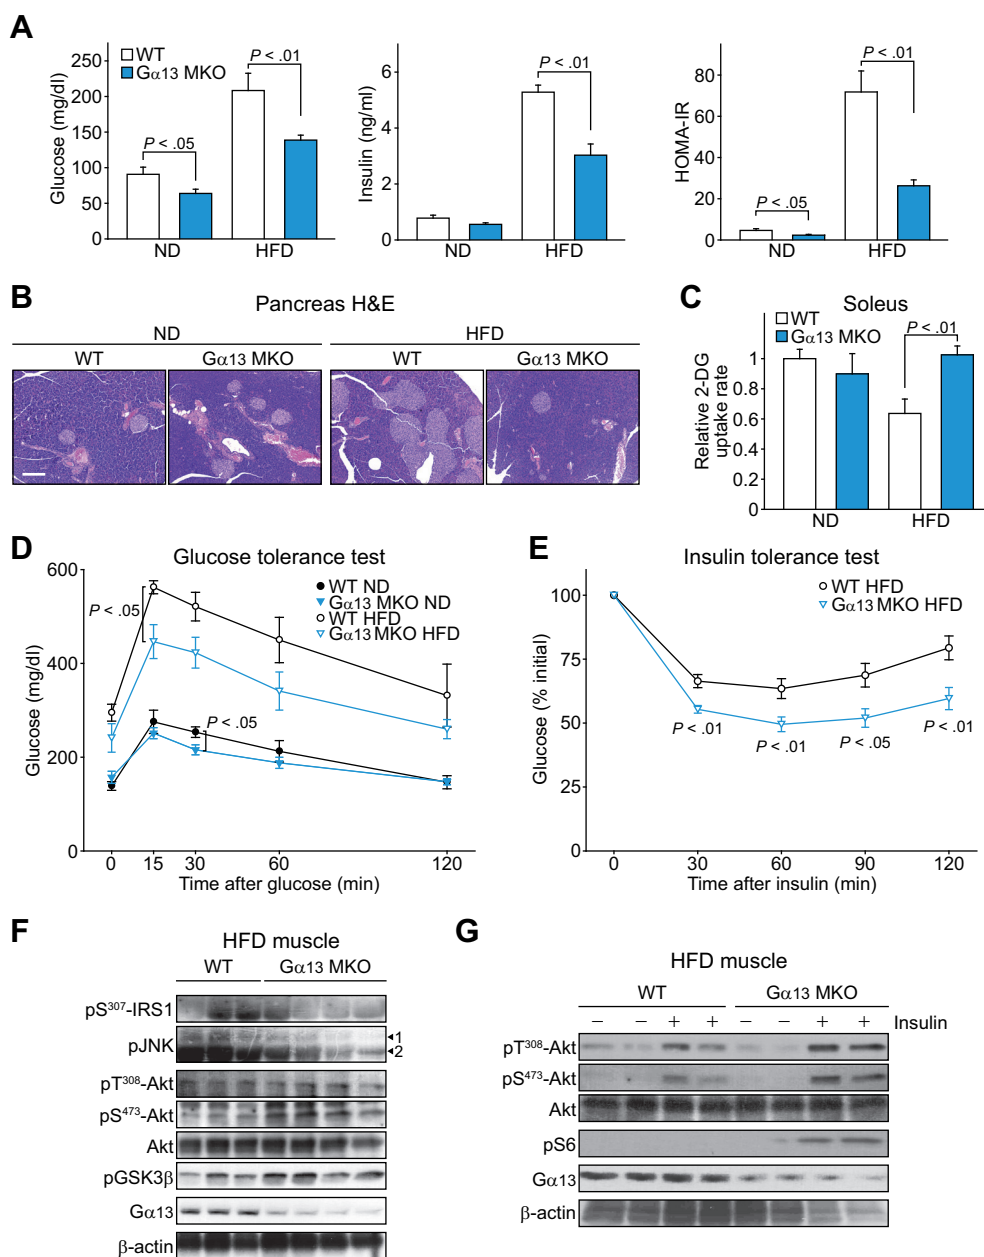 A
Glucose (mg/dl)
250
200
150
100
50
0
WT
Gα13 MKO
P < .05
P < .01
ND
HFD
Insulin (ng/ml)
6
4
2
0
P < .01
ND
HFD
HOMA-IR
80
60
40
20
0
P < .05
P < .01
ND
HFD
B
Pancreas H&E
ND
HFD
WT
Gα13 MKO
WT
Gα13 MKO
C
Soleus
WT
Gα13 MKO
P < .01
Relative 2-DG
uptake rate
1
0.8
0.6
0.4
0.2
0
ND
HFD
D
Glucose tolerance test
Glucose (mg/dl)
600
400
200
0
WT ND
Gα13 MKO ND
WT HFD
Gα13 MKO HFD
P < .05
P < .05
0 15 30 60 120
Time after glucose (min)
E
Insulin tolerance test
Glucose (% initial)
100
75
50
25
0
WT HFD
Gα13 MKO HFD
P < .01
P < .01
P < .05
P < .01
0 30 60 90 120
Time after insulin (min)
F
HFD muscle
WT
Gα13 MKO
pS³⁰⁷-IRS1
pJNK
1
2
pT³⁰⁸-Akt
pS⁴⁷³-Akt
Akt
pGSK3β
Gα13
β-actin
G
HFD muscle
WT
Gα13 MKO
− − + + − − + + Insulin
pT³⁰⁸-Akt
pS⁴⁷³-Akt
Akt
pS6
Gα13
β-actin